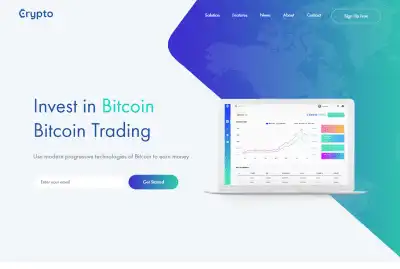 Crypto
Solution
Features
News
About
Contact
Sign Up Now
Invest in Bitcoin
Bitcoin Trading
Use modern progressive technologies of Bitcoin to earn money
Enter your email
Get Started